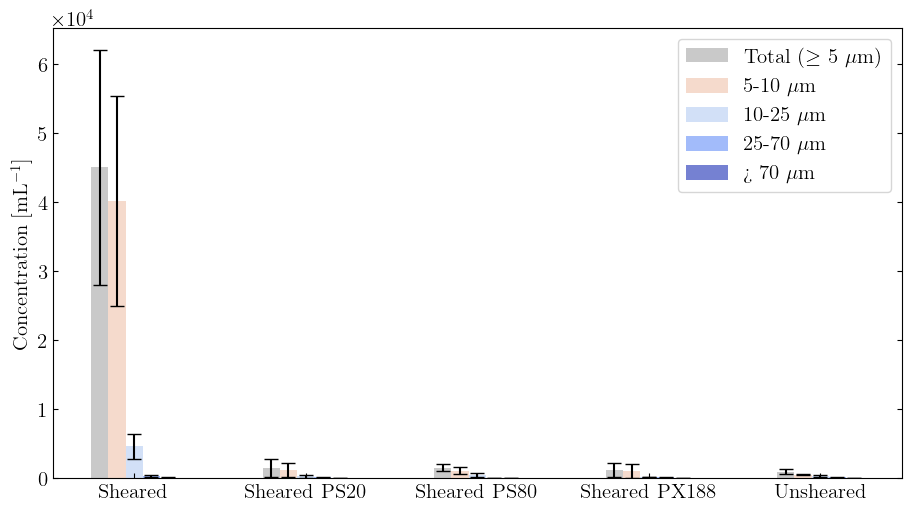 ×10⁴
6
5
4
3
2
1
0
Concentration [mL⁻¹]
Total (≥ 5 μm)
5-10 μm
10-25 μm
25-70 μm
¿ 70 μm
Sheared Sheared PS20 Sheared PS80 Sheared PX188 Unsheared